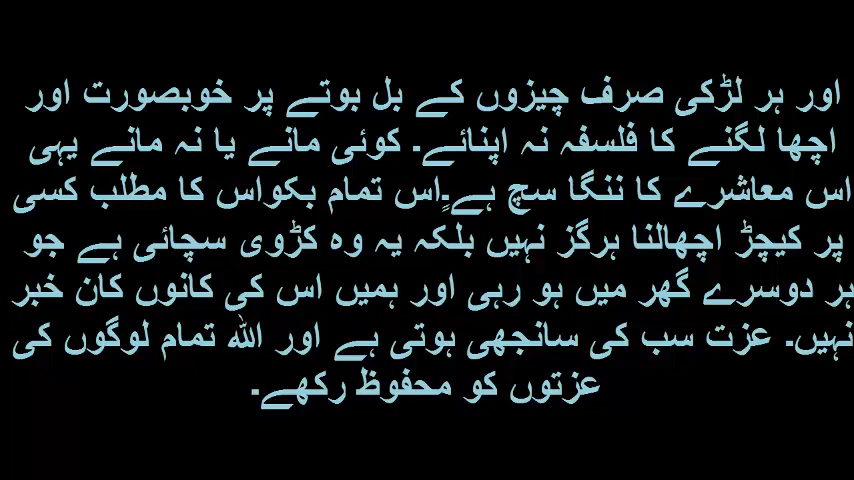 اور ہر لڑکی صرف چیزوں کے بل بوتے پر خوبصورت اور
اچھا لگنے کا فلسفہ نہ اپنائے۔ کوئی مانے یا نہ مانے یہی
اس معاشرے کا ننگا سچ ہے۔ٍاس تمام بکواس کا مطلب کسی
پر کیچڑ اچھالنا ہرگز نہیں بلکہ یہ وہ کڑوی سچائی ہے جو
ہر دوسرے گھر میں ہو رہی اور ہمیں اس کی کانوں کان خبر
نہیں۔ عزت سب کی سانجھی ہوتی ہے اور اللہ تمام لوگوں کی
عزتوں کو محفوظ رکھے۔